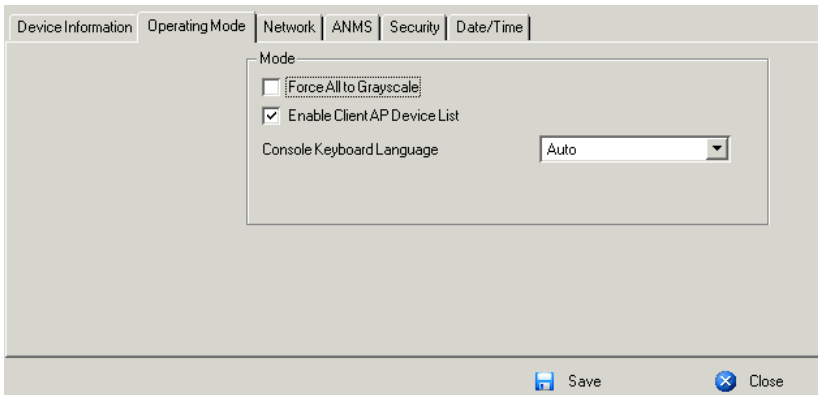 Device Information Operating Mode Network ANMS Security Date/Time
Mode
Force All to Grayscale
Enable Client AP Device List
Console Keyboard Language Auto
Save Close